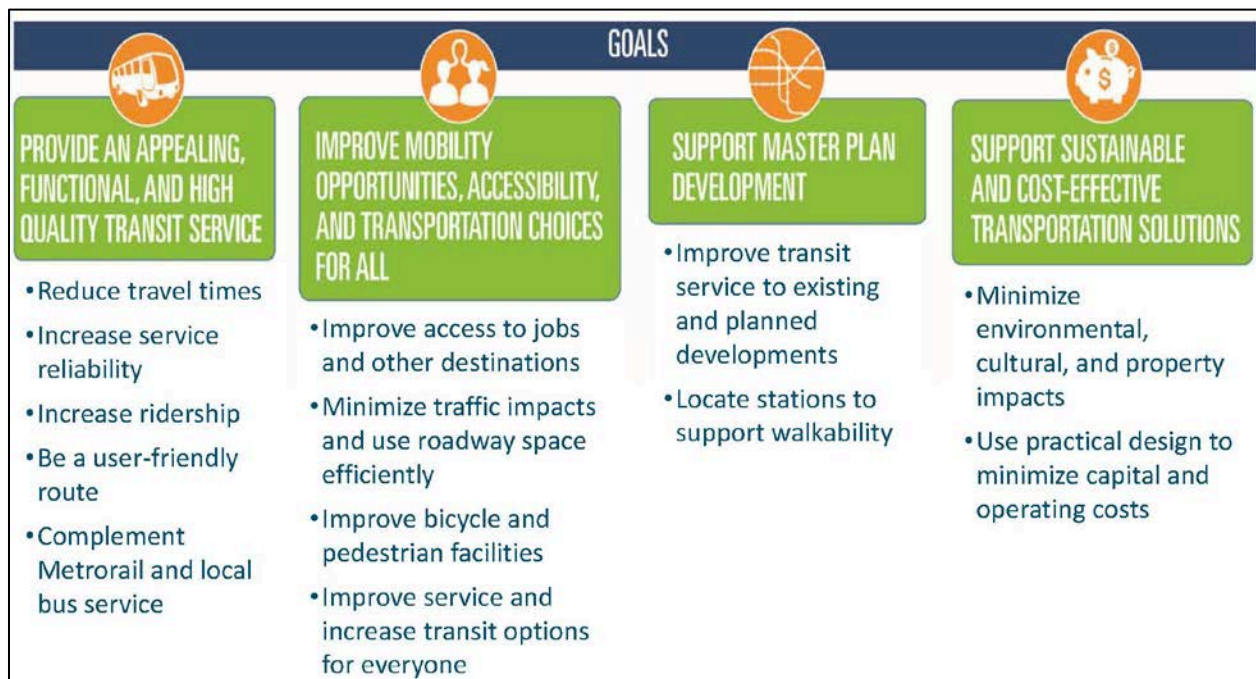 GOALS
PROVIDE AN APPEALING,
FUNCTIONAL, AND HIGH
QUALITY TRANSIT SERVICE
•Reduce travel times
•Increase service
reliability
•Increase ridership
•Be a user-friendly
route
•Complement
Metrorail and local
bus service
IMPROVE MOBILITY
OPPORTUNITIES, ACCESSIBILITY,
AND TRANSPORTATION CHOICES
FOR ALL
•Improve access to jobs
and other destinations
•Minimize traffic impacts
and use roadway space
efficiently
•Improve bicycle and
pedestrian facilities
•Improve service and
increase transit options
for everyone
SUPPORT MASTER PLAN
DEVELOPMENT
•Improve transit
service to existing
and planned
developments
•Locate stations to
support walkability
$
SUPPORT SUSTAINABLE
AND COST-EFFECTIVE
TRANSPORTATION SOLUTIONS
•Minimize
environmental,
cultural, and property
impacts
•Use practical design to
minimize capital and
operating costs